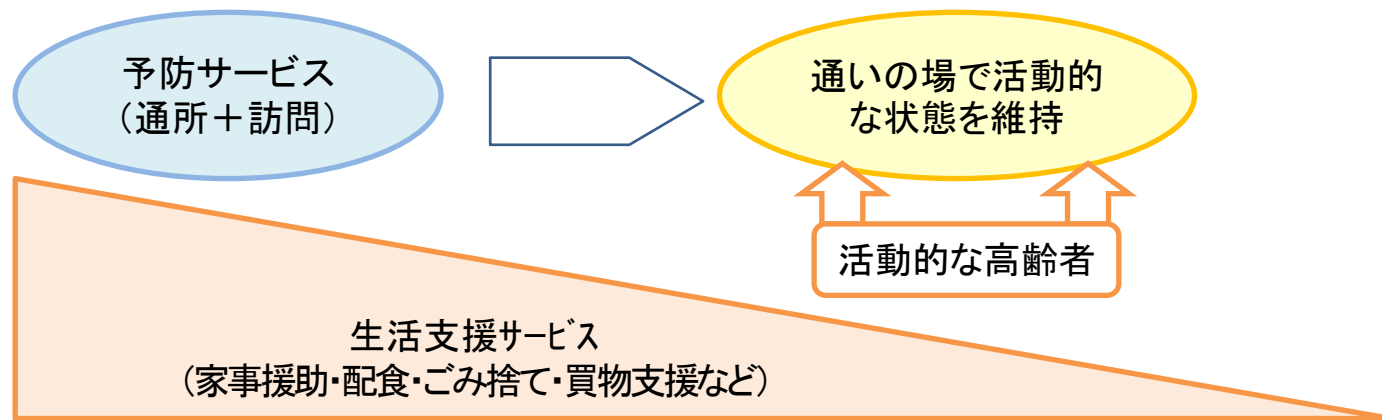 予防サービス
（通所＋訪問）
通いの場で活動的
な状態を維持
活動的な高齢者
生活支援ｻｰﾋﾞｽ
（家事援助・配食・ごみ捨て・買物支援など）